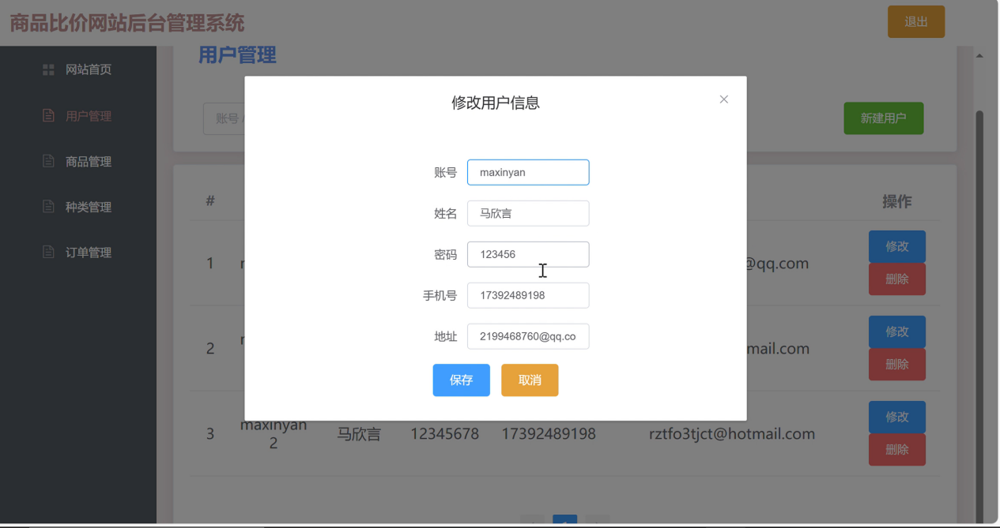 商品比价网站后台管理系统
退出
网站首页
用户管理
商品管理
种类管理
订单管理
用户管理
账号
新建用户
修改用户信息
账号 maxinyan
姓名 马欣言
密码 123456
手机号 17392489198
地址 2199468760@qq.co
保存 取消
# 操作
1 @qq.com 修改 删除
2 mail.com 修改 删除
3 maxinyan2 马欣言 12345678 17392489198 rztfo3tjct@hotmail.com 修改 删除